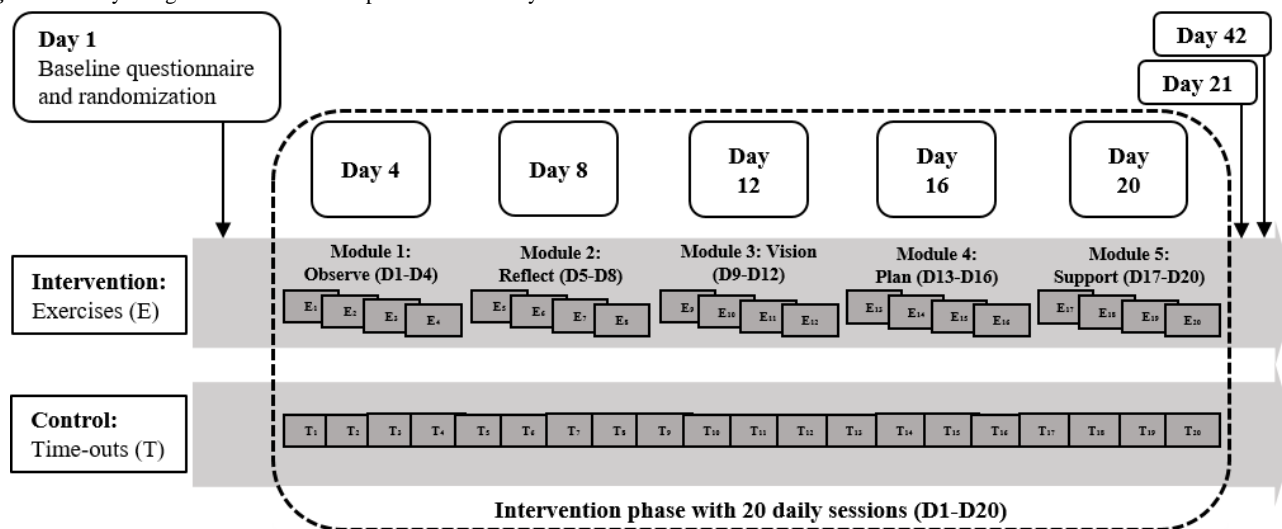 Day 1
Baseline questionnaire
and randomization
Day 42
Day 21
Day 4
Day 8
Day
12
Day
16
Day
20
Intervention:
Exercises (E)
Module 1:
Observe (D1-D4)
Module 2:
Reflect (D5-D8)
Module 3: Vision
(D9-D12)
Module 4:
Plan (D13-D16)
Module 5:
Support (D17-D20)
E1 E2 E3 E4 E5 E6 E7 E8 E9 E10 E11 E12 E13 E14 E15 E16 E17 E18 E19 E20
Control:
Time-outs (T)
T1 T2 T3 T4 T5 T6 T7 T8 T9 T10 T11 T12 T13 T14 T15 T16 T17 T18 T19 T20
Intervention phase with 20 daily sessions (D1-D20)